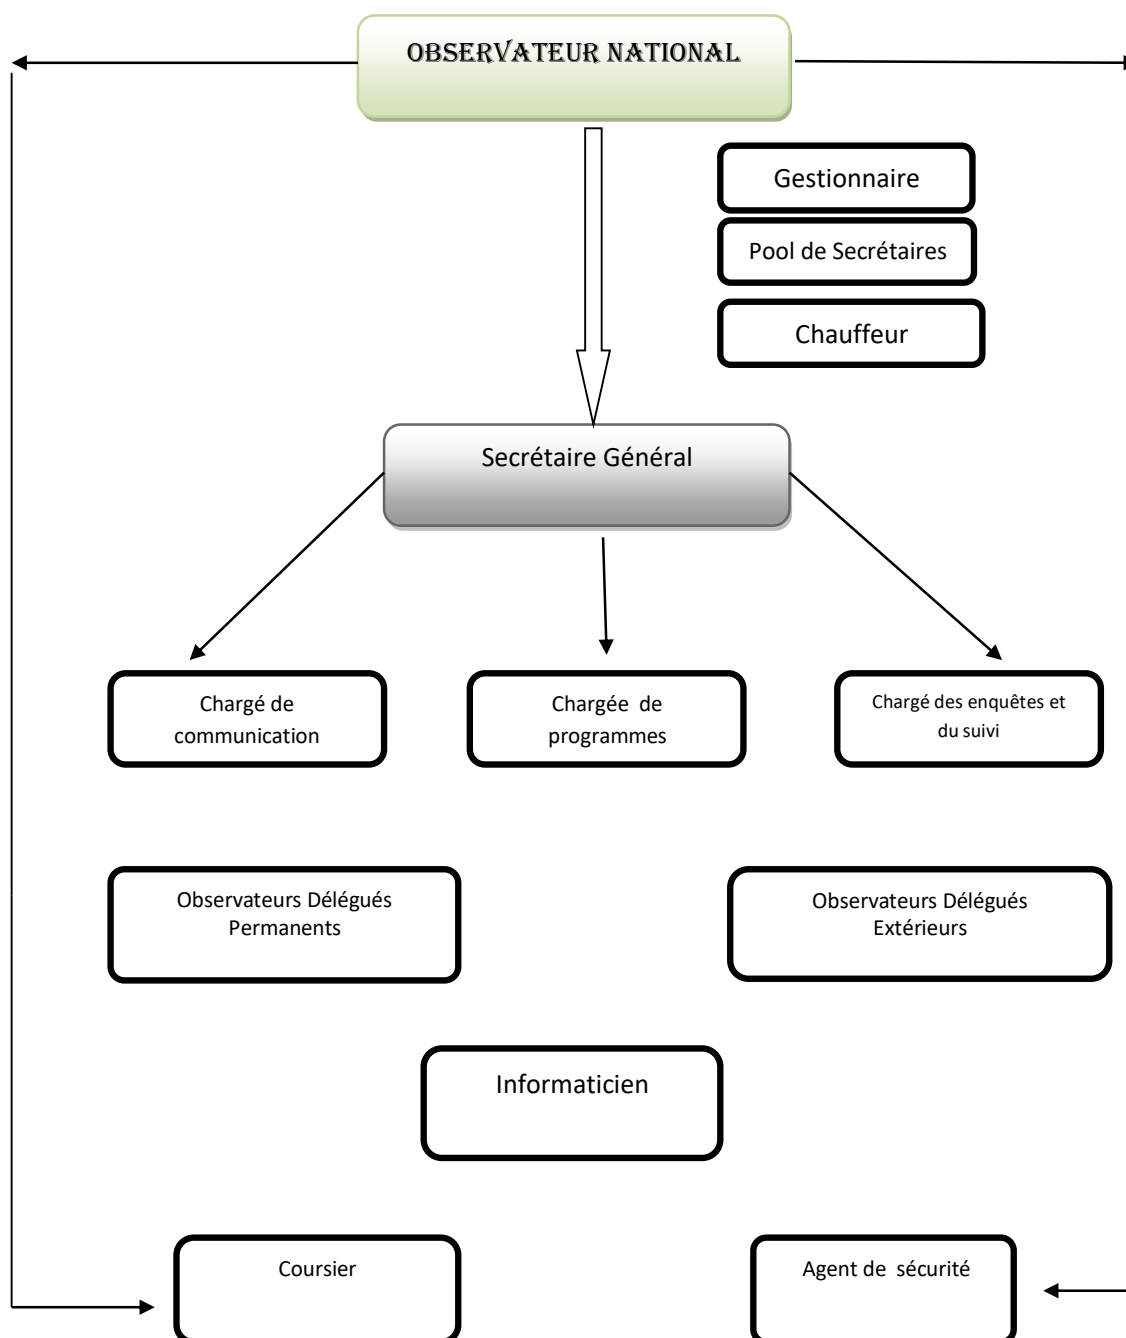 OBSERVATEUR NATIONAL
Gestionnaire
Pool de Secrétaires
Chauffeur
Secrétaire Général
Chargé de
communication
Chargée de
programmes
Chargé des enquêtes et
du suivi
Observateurs Délégués
Permanents
Observateurs Délégués
Extérieurs
Informaticien
Coursier
Agent de sécurité